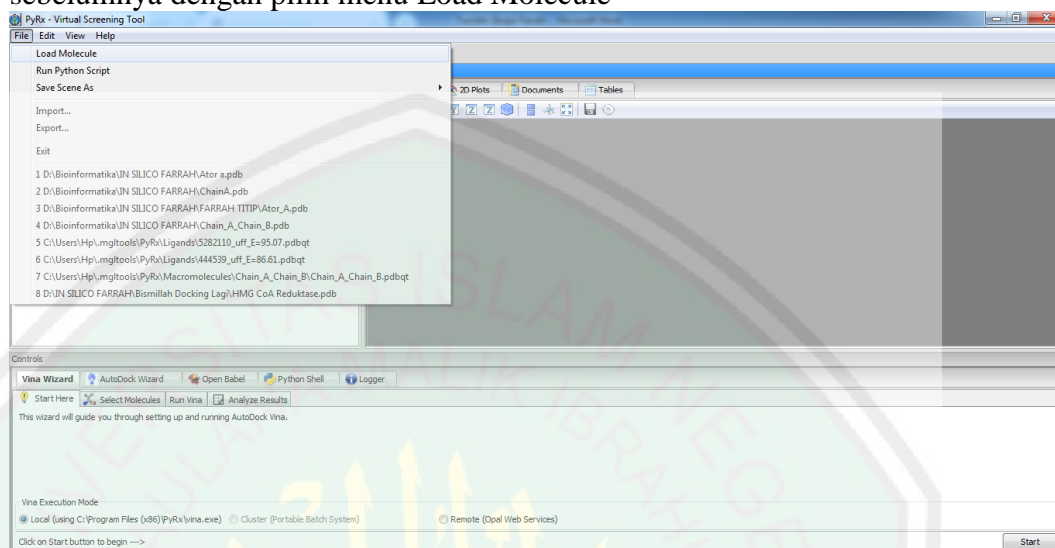 sebelumnya dengan pilih menu Load Molecule
PyRx - Virtual Screening Tool
File Edit View Help
Load Molecule
Run Python Script
Save Scene As
2D Plots Documents Tables
Import...
Export...
Exit
1 D:\Bioinformatika\IN SILICO FARRAH\Ator a.pdb
2 D:\Bioinformatika\IN SILICO FARRAH\ChainA.pdb
3 D:\Bioinformatika\IN SILICO FARRAH\FARRAH TITIP\Ator_A.pdb
4 D:\Bioinformatika\IN SILICO FARRAH\Chain_A_Chain_B.pdb
5 C:\Users\Hp\.mgltools\PyRx\Ligands\5282110_uff_E=95.07.pdbqt
6 C:\Users\Hp\.mgltools\PyRx\Ligands\444539_uff_E=86.61.pdbqt
7 C:\Users\Hp\.mgltools\PyRx\Macromolecules\Chain_A_Chain_B\Chain_A_Chain_B.pdbqt
8 D:\IN SILICO FARRAH\Bismillah Docking Lagi\HMG CoA Reduktase.pdb
Controls
Vina Wizard AutoDock Wizard Open Babel Python Shell Logger
Start Here Select Molecules Run Vina Analyze Results
This wizard will guide you through setting up and running AutoDock Vina.
Vina Execution Mode
Local (using C:\Program Files (x86)\PyRx\vina.exe) Cluster (Portable Batch System) Remote (Opal Web Services)
Click on Start button to begin ---> Start